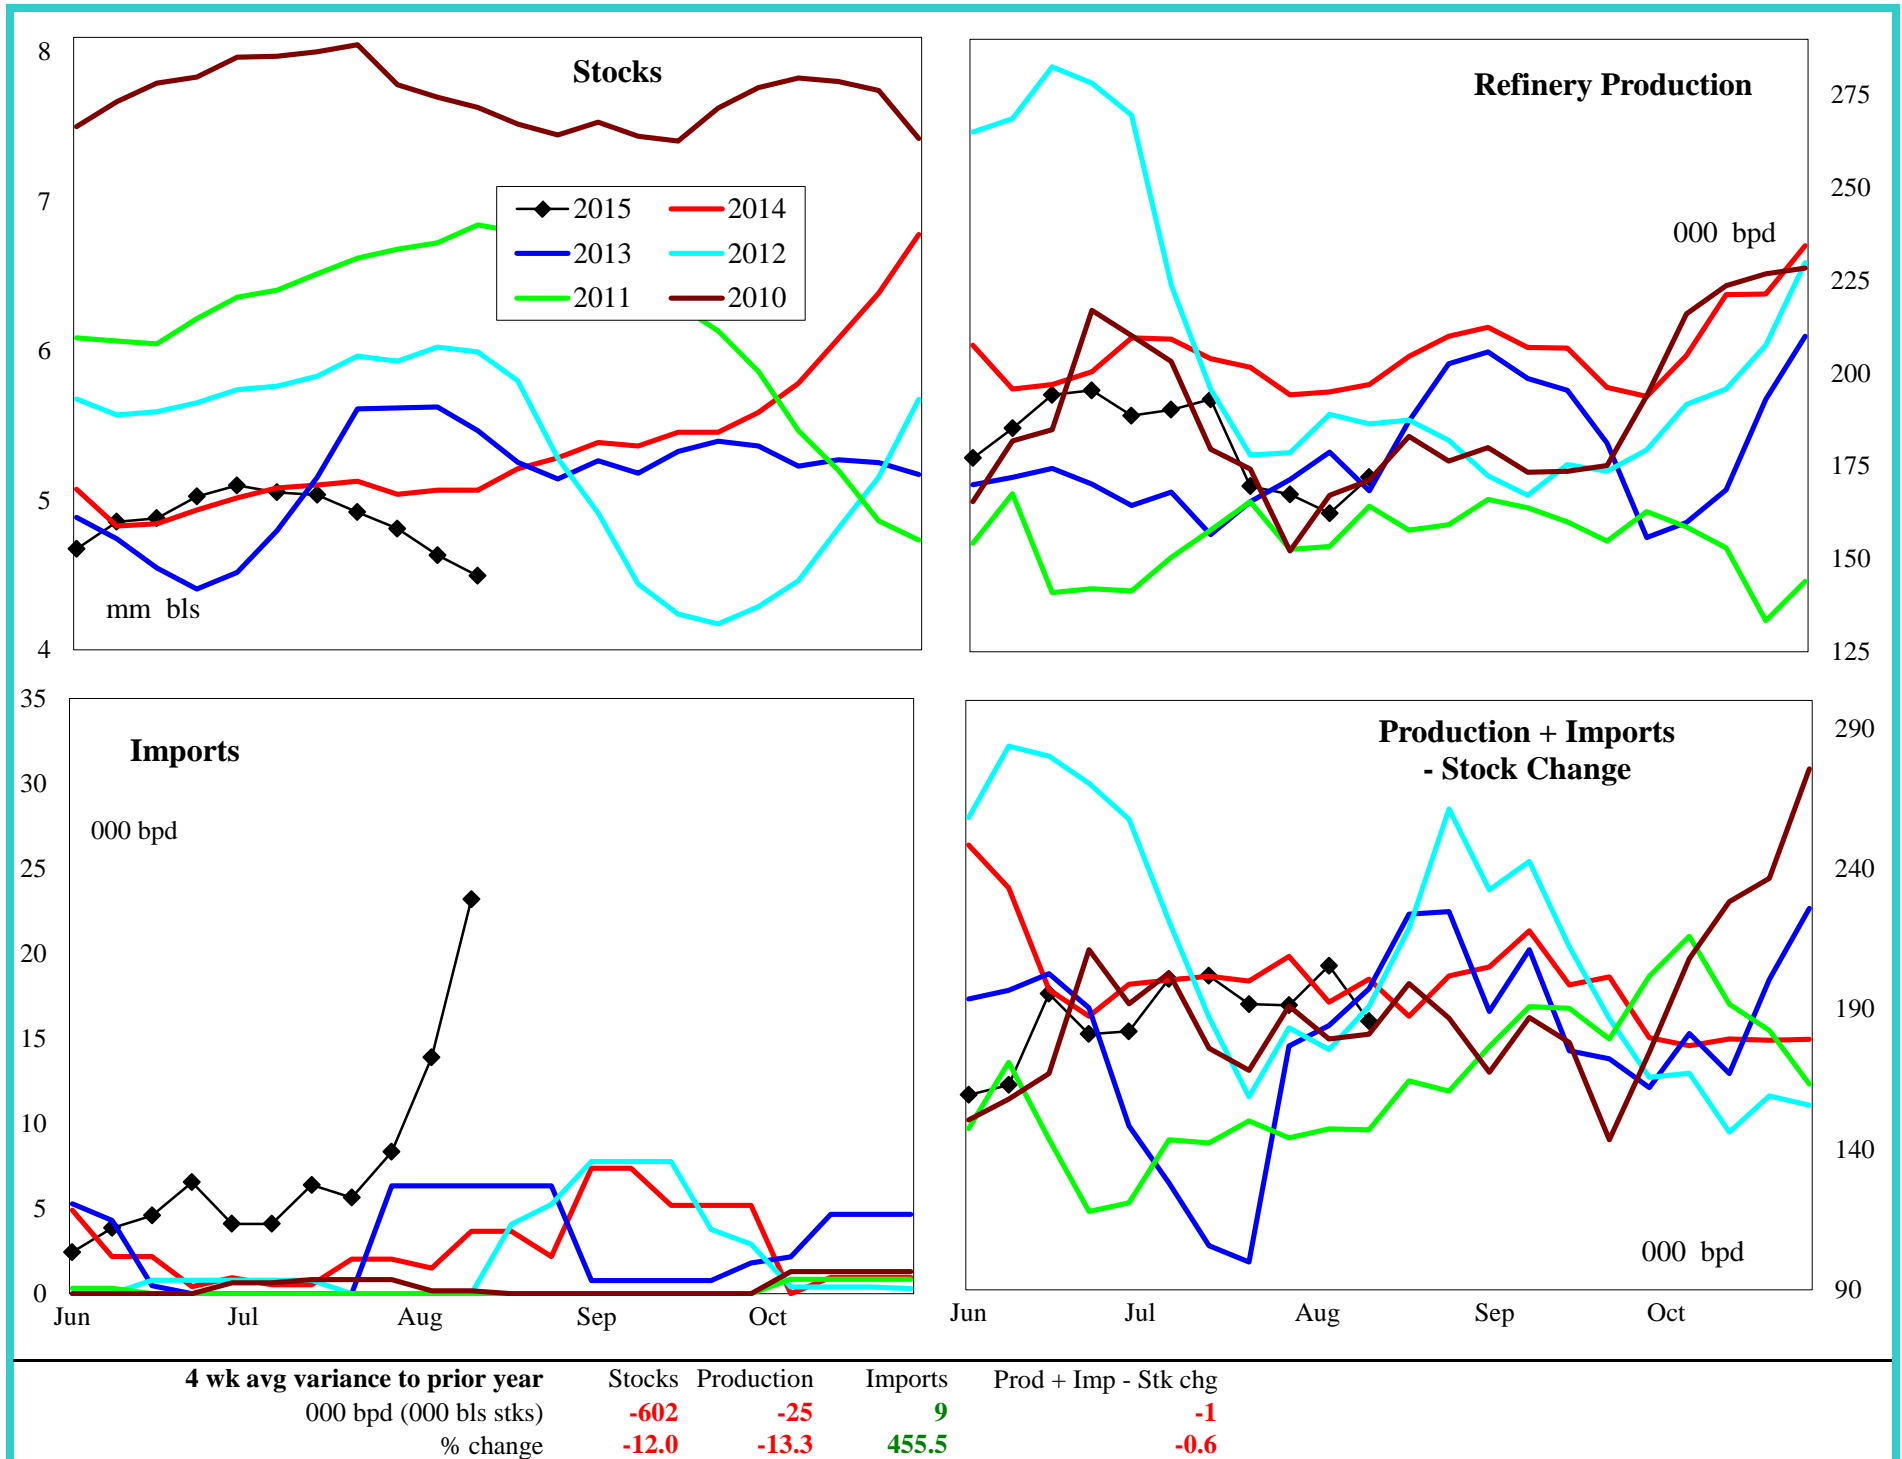 Stocks
8
7
6
5
4
mm bls
2015
2014
2013
2012
2011
2010
Refinery Production
000 bpd
275
250
225
200
175
150
125
Imports
000 bpd
35
30
25
20
15
10
5
0
Jun Jul Aug Sep Oct
Production + Imports
- Stock Change
000 bpd
290
240
190
140
90
Jun Jul Aug Sep Oct
4 wk avg variance to prior year Stocks Production Imports Prod + Imp - Stk chg
000 bpd (000 bls stks) -602 -25 9 -1
% change -12.0 -13.3 455.5 -0.6